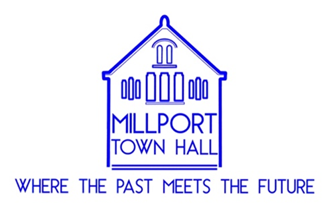 MILLPORT
TOWN HALL
WHERE THE PAST MEETS THE FUTURE